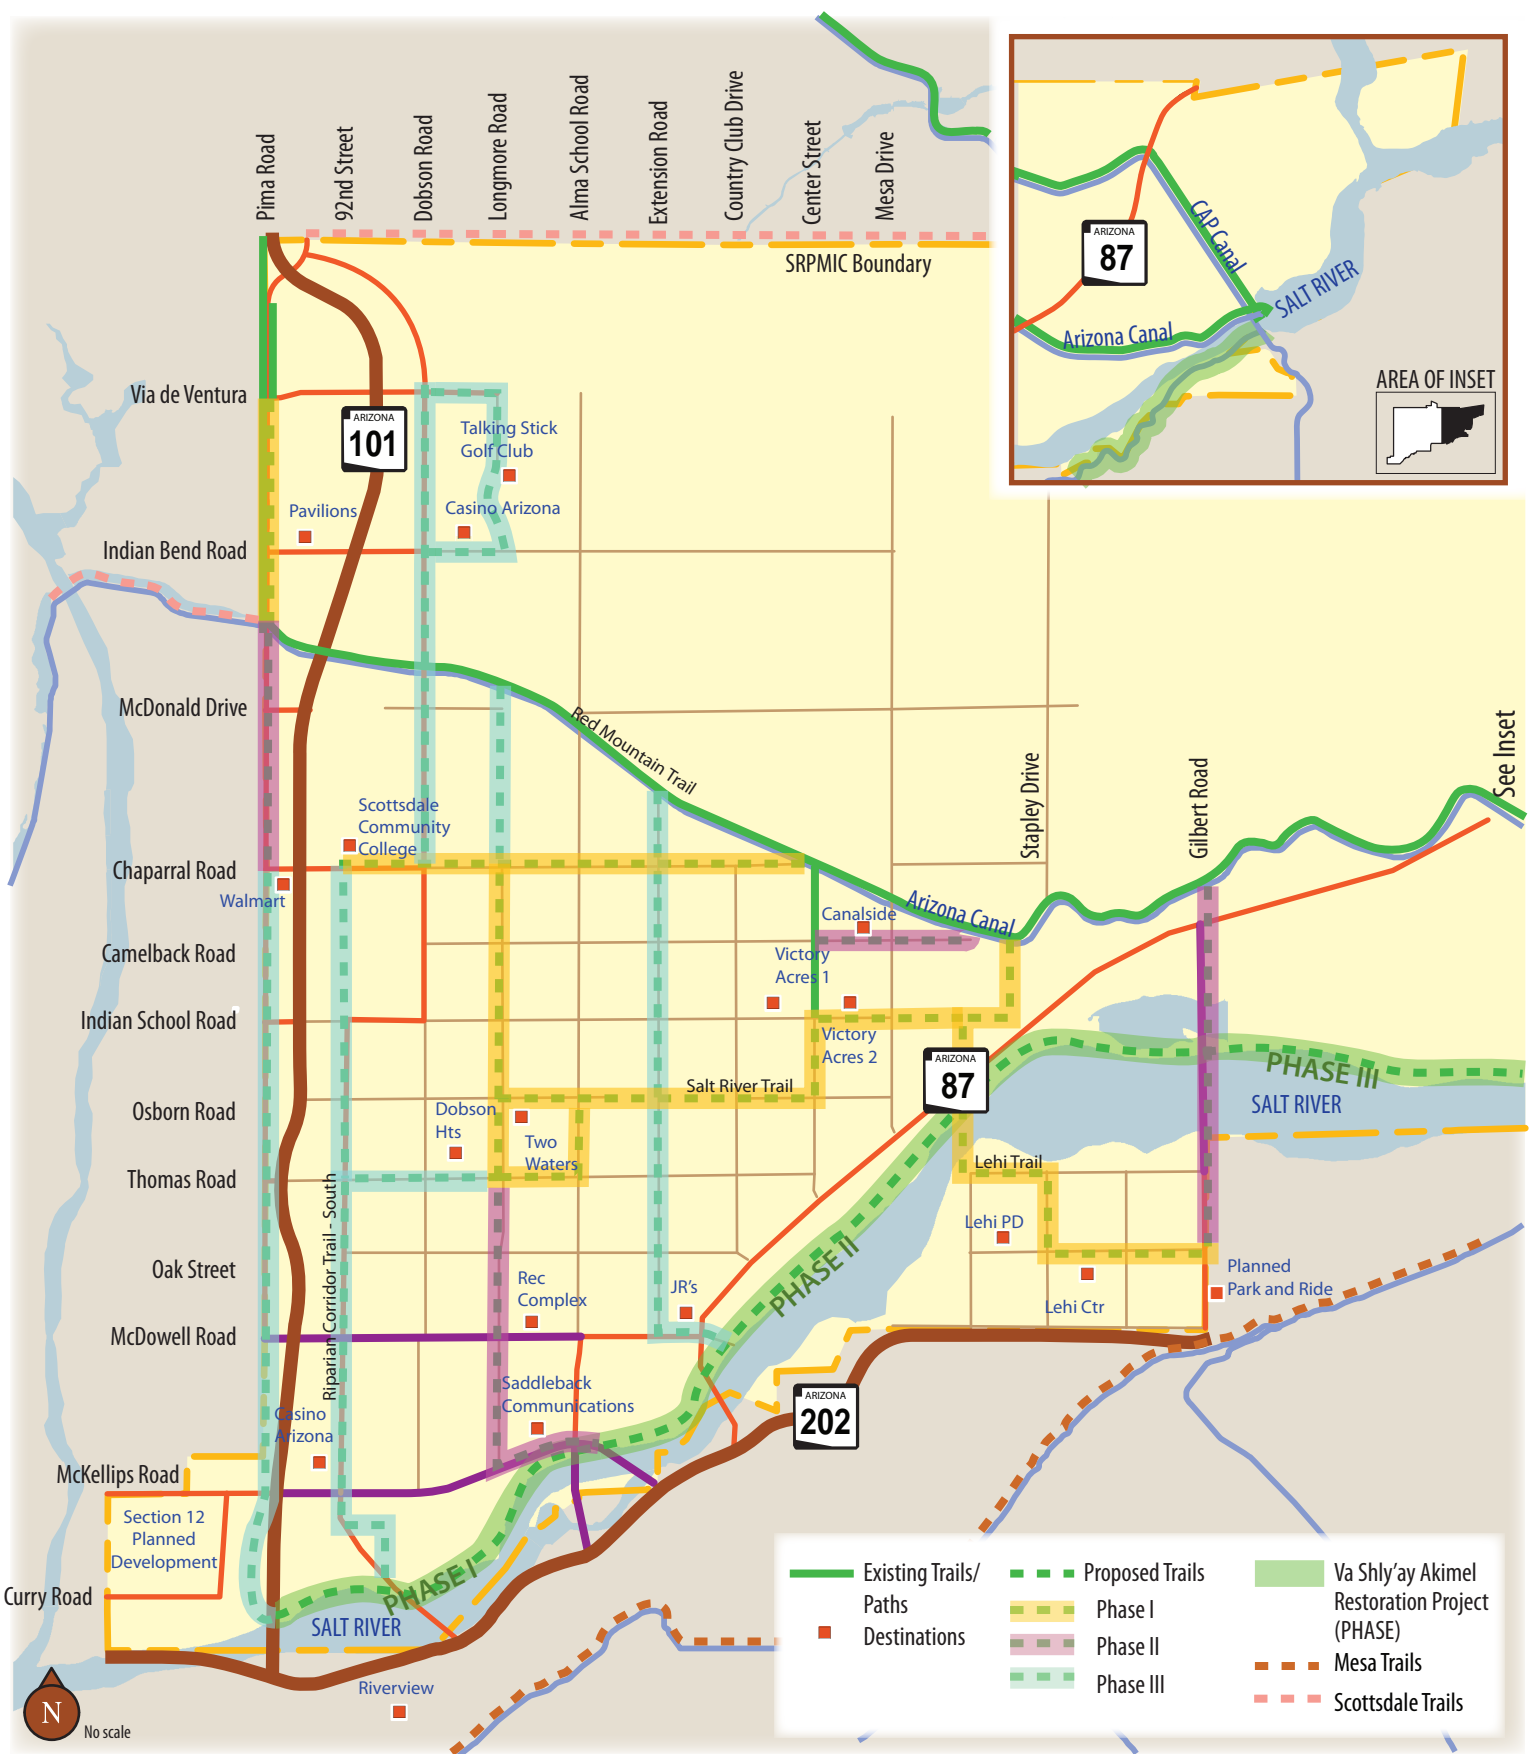 Pima Road
92nd Street
Dobson Road
Longmore Road
Alma School Road
Extension Road
Country Club Drive
Center Street
Mesa Drive
SRPMIC Boundary
CAP Canal
ARIZONA
87
SALT RIVER
Arizona Canal
AREA OF INSET
Via de Ventura
ARIZONA
101
Talking Stick
Golf Club
Pavilions
Casino Arizona
Indian Bend Road
McDonald Drive
Red Mountain Trail
See Inset
Stapley Drive
Gilbert Road
Scottsdale
Community
College
Chaparral Road
Walmart
Canalside
Arizona Canal
Camelback Road
Victory
Acres 1
Indian School Road
Victory
Acres 2
ARIZONA
87
PHASE III
SALT RIVER
Salt River Trail
Osborn Road
Dobson
Hts
Two
Waters
Thomas Road
Lehi Trail
Riparian Corridor Trail - South
Lehi PD
PHASE II
Oak Street
Rec
Complex
JR's
Planned
Park and Ride
Lehi Ctr
McDowell Road
Saddleback
Communications
ARIZONA
202
Casino
Arizona
McKellips Road
Section 12
Planned
Development
PHASE I
Curry Road
SALT RIVER
Riverview
N
No scale
Existing Trails/
Paths
Destinations
Proposed Trails
Phase I
Phase II
Phase III
Va Shly'ay Akimel
Restoration Project
(PHASE)
Mesa Trails
Scottsdale Trails